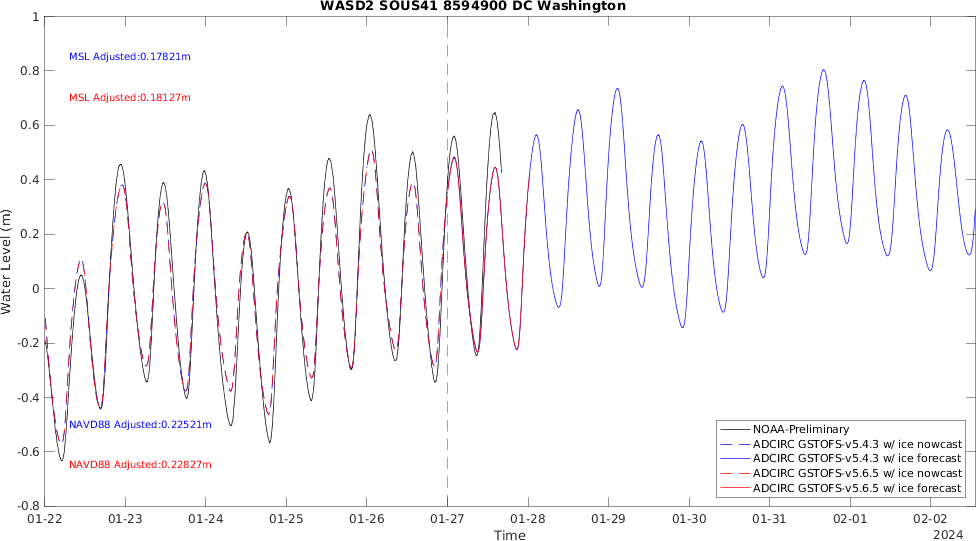 WASD2 SOUS41 8594900 DC Washington
1
0.8
0.6
0.4
0.2
0
-0.2
-0.4
-0.6
-0.8
Water Level (m)
MSL Adjusted:0.17821m
MSL Adjusted:0.18127m
NAVD88 Adjusted:0.22521m
NAVD88 Adjusted:0.22827m
NOAA-Preliminary
ADCIRC GSTOFS-v5.4.3 w/ ice nowcast
ADCIRC GSTOFS-v5.4.3 w/ ice forecast
ADCIRC GSTOFS-v5.6.5 w/ ice nowcast
ADCIRC GSTOFS-v5.6.5 w/ ice forecast
01-22 01-23 01-24 01-25 01-26 01-27 01-28 01-29 01-30 01-31 02-01 02-02
Time
2024